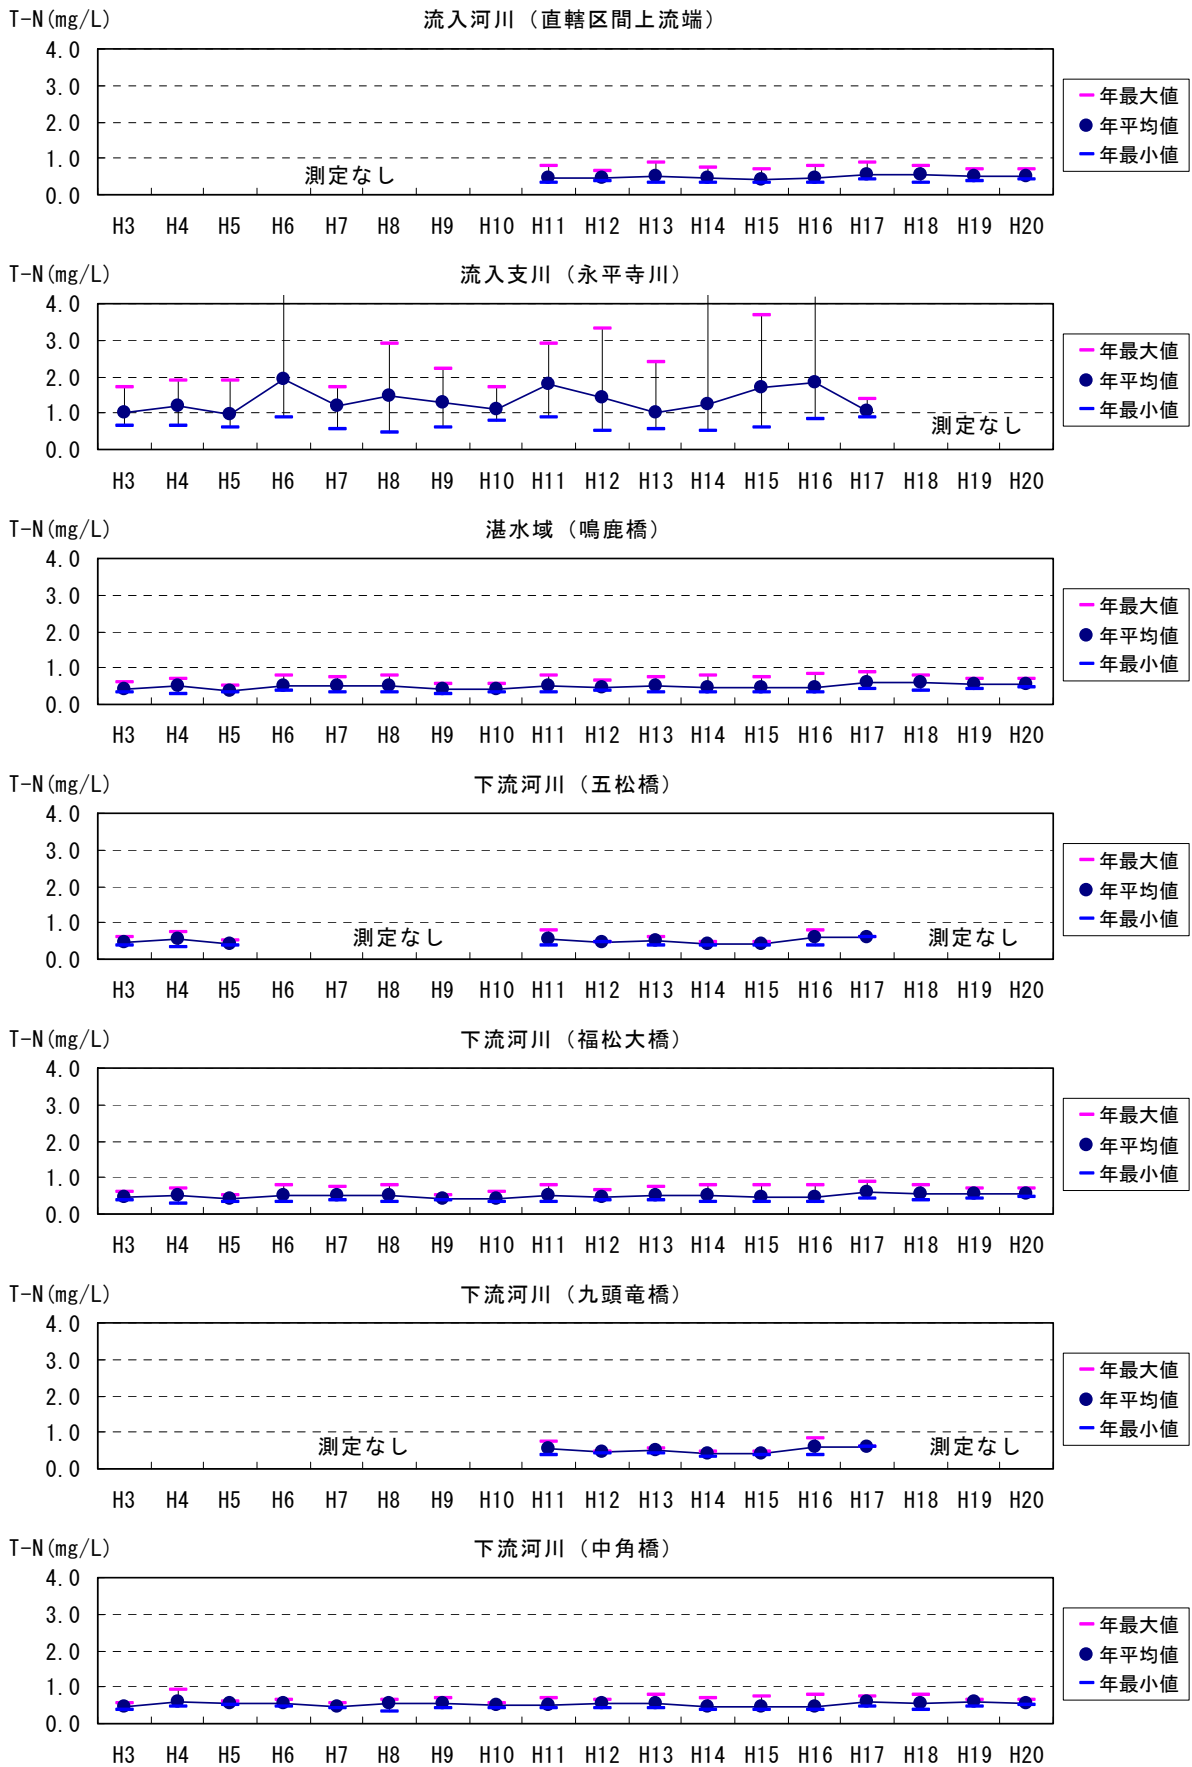 T-N(mg/L)
流入河川（直轄区間上流端）
4.0
3.0
2.0
1.0
0.0
測定なし
H3 H4 H5 H6 H7 H8 H9 H10 H11 H12 H13 H14 H15 H16 H17 H18 H19 H20
年最大値
年平均値
年最小値
T-N(mg/L)
流入支川（永平寺川）
4.0
3.0
2.0
1.0
0.0
測定なし
H3 H4 H5 H6 H7 H8 H9 H10 H11 H12 H13 H14 H15 H16 H17 H18 H19 H20
年最大値
年平均値
年最小値
T-N(mg/L)
湛水域（鳴鹿橋）
4.0
3.0
2.0
1.0
0.0
H3 H4 H5 H6 H7 H8 H9 H10 H11 H12 H13 H14 H15 H16 H17 H18 H19 H20
年最大値
年平均値
年最小値
T-N(mg/L)
下流河川（五松橋）
4.0
3.0
2.0
1.0
0.0
測定なし 測定なし
H3 H4 H5 H6 H7 H8 H9 H10 H11 H12 H13 H14 H15 H16 H17 H18 H19 H20
年最大値
年平均値
年最小値
T-N(mg/L)
下流河川（福松大橋）
4.0
3.0
2.0
1.0
0.0
H3 H4 H5 H6 H7 H8 H9 H10 H11 H12 H13 H14 H15 H16 H17 H18 H19 H20
年最大値
年平均値
年最小値
T-N(mg/L)
下流河川（九頭竜橋）
4.0
3.0
2.0
1.0
0.0
測定なし 測定なし
H3 H4 H5 H6 H7 H8 H9 H10 H11 H12 H13 H14 H15 H16 H17 H18 H19 H20
年最大値
年平均値
年最小値
T-N(mg/L)
下流河川（中角橋）
4.0
3.0
2.0
1.0
0.0
H3 H4 H5 H6 H7 H8 H9 H10 H11 H12 H13 H14 H15 H16 H17 H18 H19 H20
年最大値
年平均値
年最小値